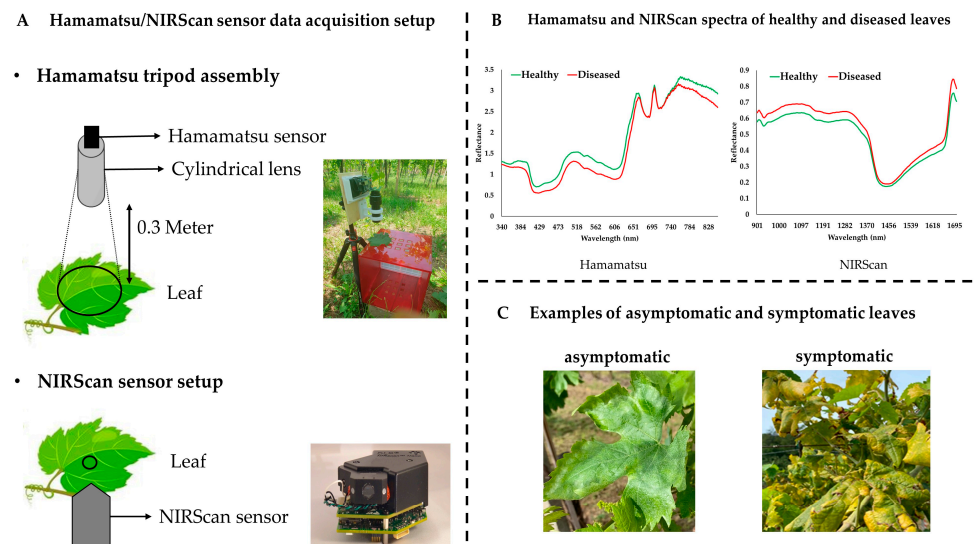 A Hamamatsu/NIRScan sensor data acquisition setup
• Hamamatsu tripod assembly
Hamamatsu sensor
Cylindrical lens
0.3 Meter
Leaf
• NIRScan sensor setup
Leaf
NIRScan sensor
B Hamamatsu and NIRScan spectra of healthy and diseased leaves
Healthy Diseased
Reflectance
3.5
3
2.5
2
1.5
1
0.5
0
340 384 429 473 518 562 606 651 695 740 784 828
Wavelength (nm)
Hamamatsu
Healthy Diseased
Reflectance
0.9
0.8
0.7
0.6
0.5
0.4
0.3
0.2
0.1
0
901 1000 1097 1191 1282 1370 1456 1539 1618 1695
Wavelength (nm)
NIRScan
C Examples of asymptomatic and symptomatic leaves
asymptomatic
symptomatic